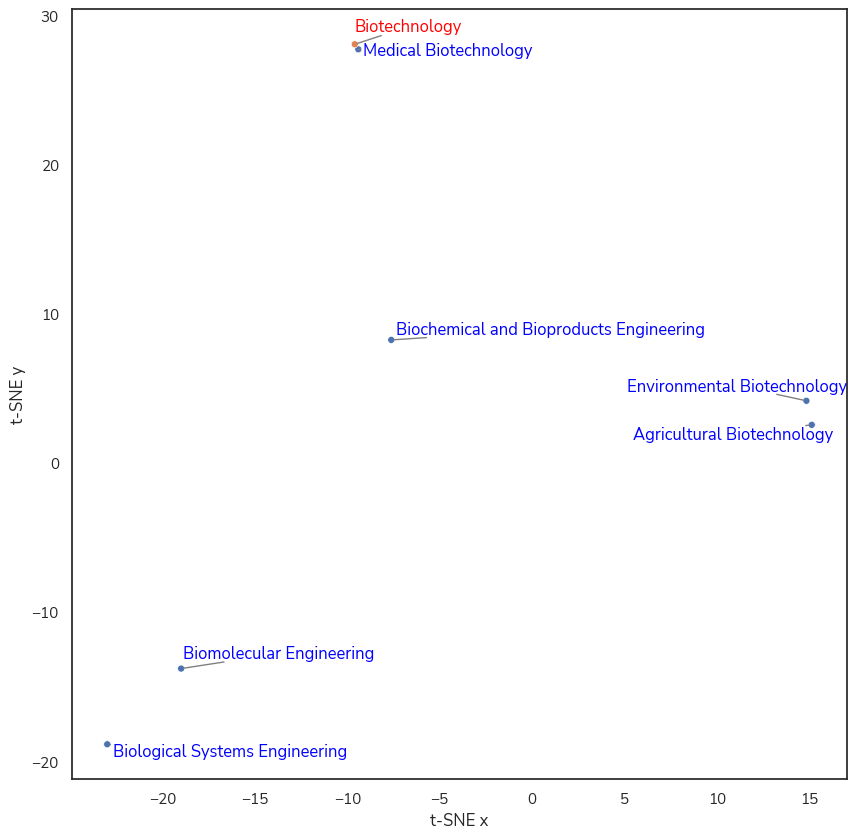 30
Biotechnology
Medical Biotechnology
20
10
Biochemical and Bioproducts Engineering
Environmental Biotechnology
t-SNE y
Agricultural Biotechnology
0
−10
Biomolecular Engineering
Biological Systems Engineering
−20
−20 −15 −10 −5 0 5 10 15
t-SNE x